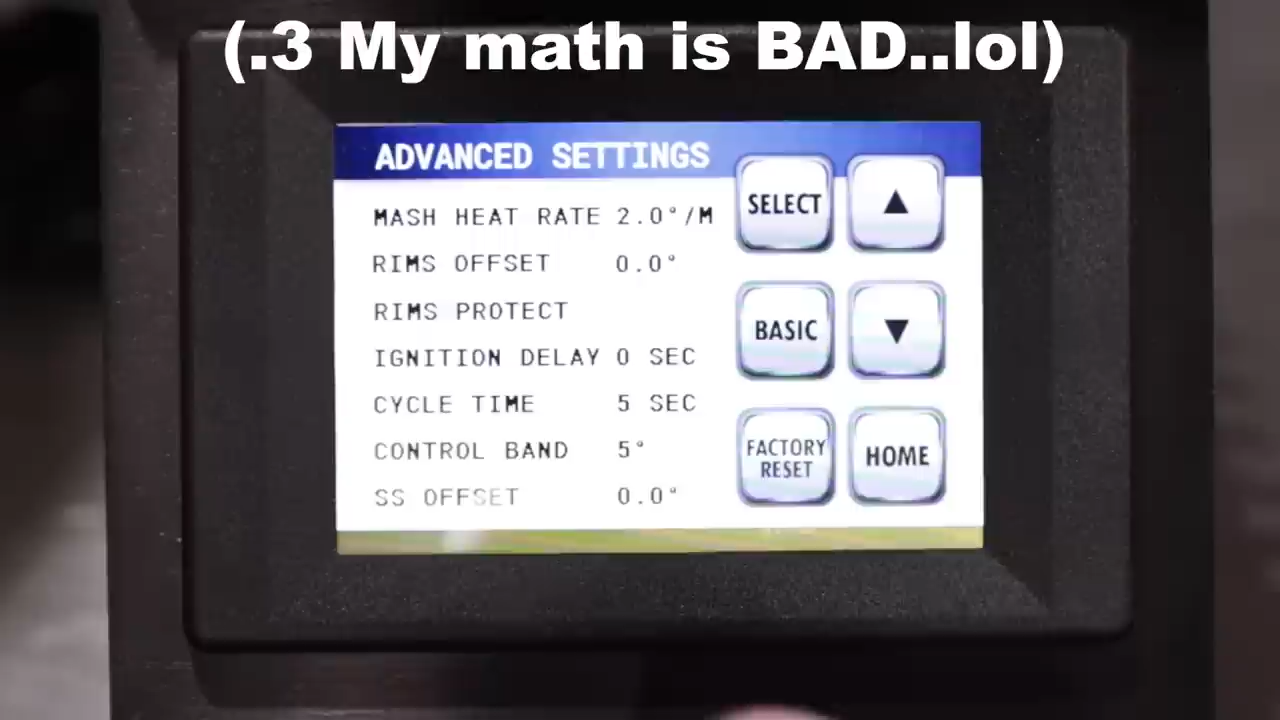 (.3 My math is BAD..lol)
ADVANCED SETTINGS
MASH HEAT RATE 2.0°/M
RIMS OFFSET 0.0°
RIMS PROTECT
IGNITION DELAY 0 SEC
CYCLE TIME 5 SEC
CONTROL BAND 5°
SS OFFSET 0.0°
SELECT ▲
BASIC ▼
FACTORY
RESET
HOME